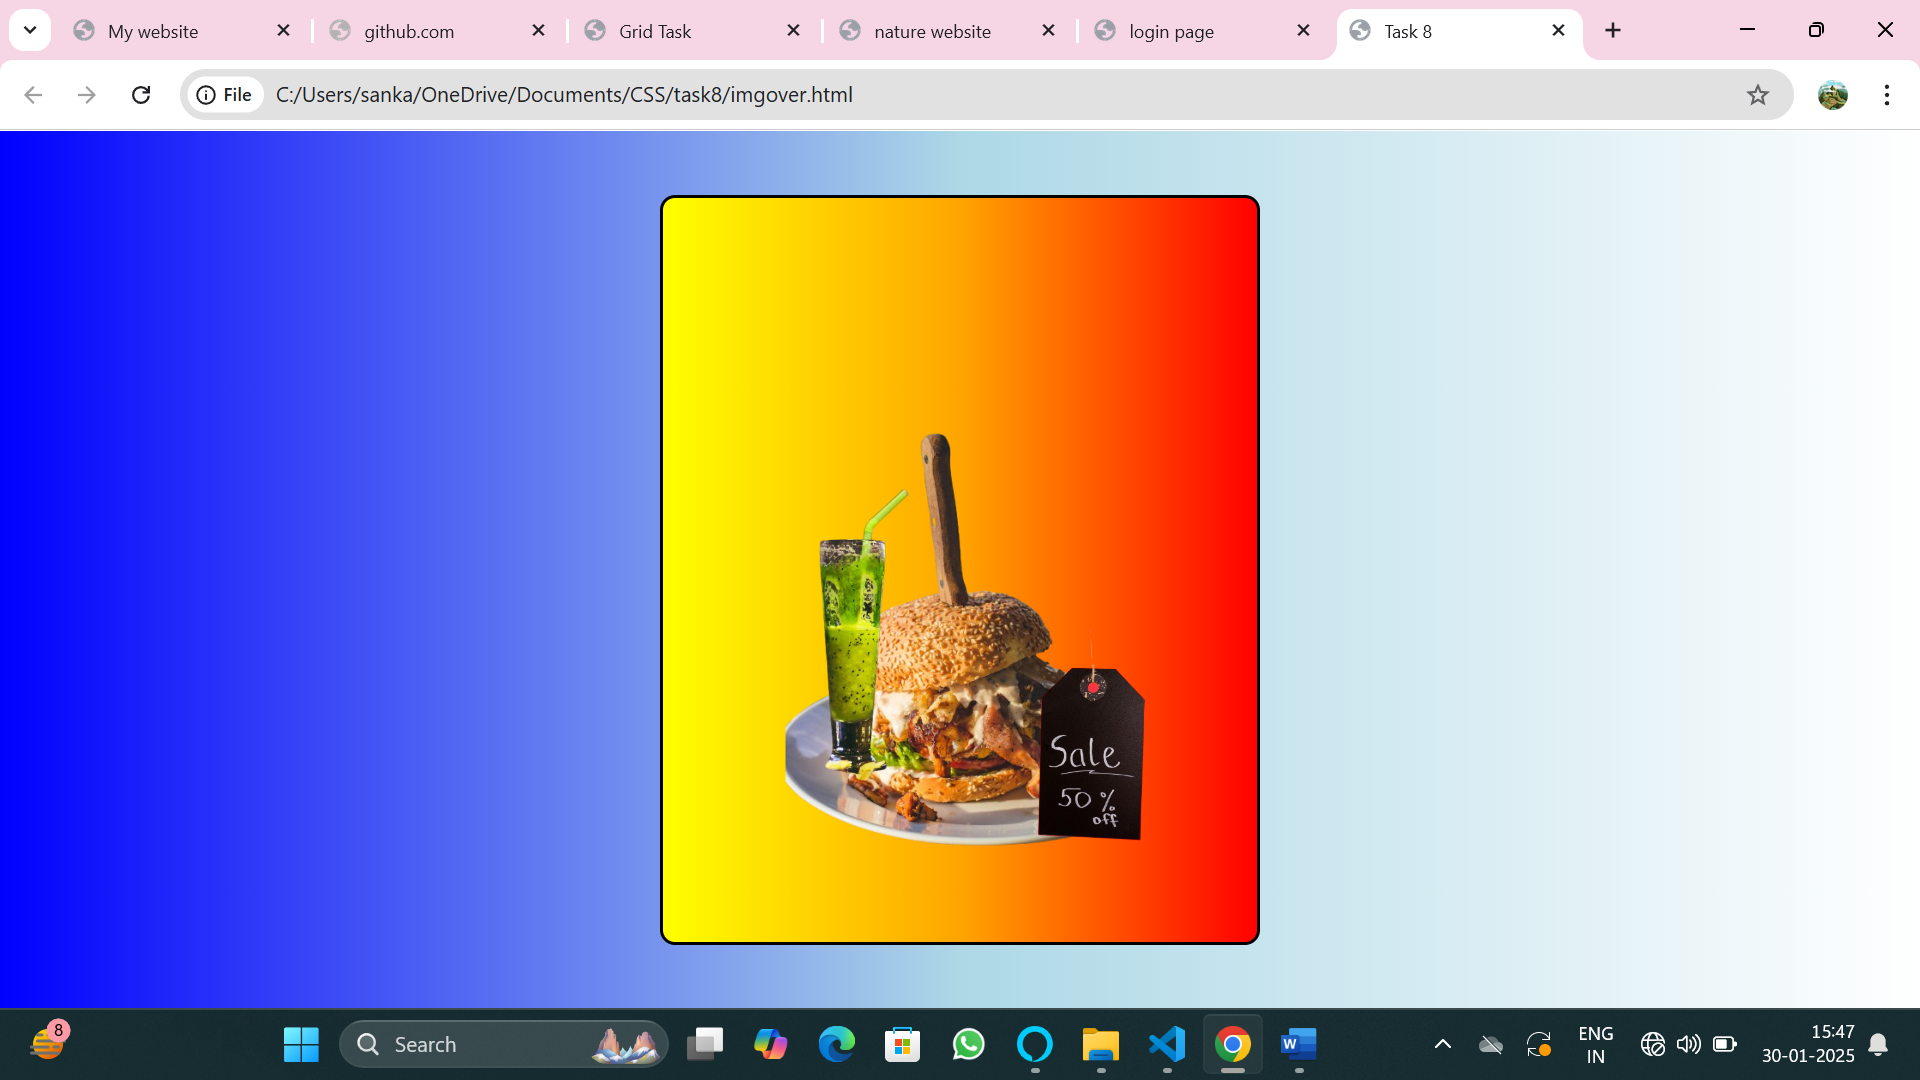 My website
github.com
Grid Task
nature website
login page
Task 8
File
C:/Users/sanka/OneDrive/Documents/CSS/task8/imgover.html
Sale
50%
off
8
Search
ENG
IN
15:47
30-01-2025